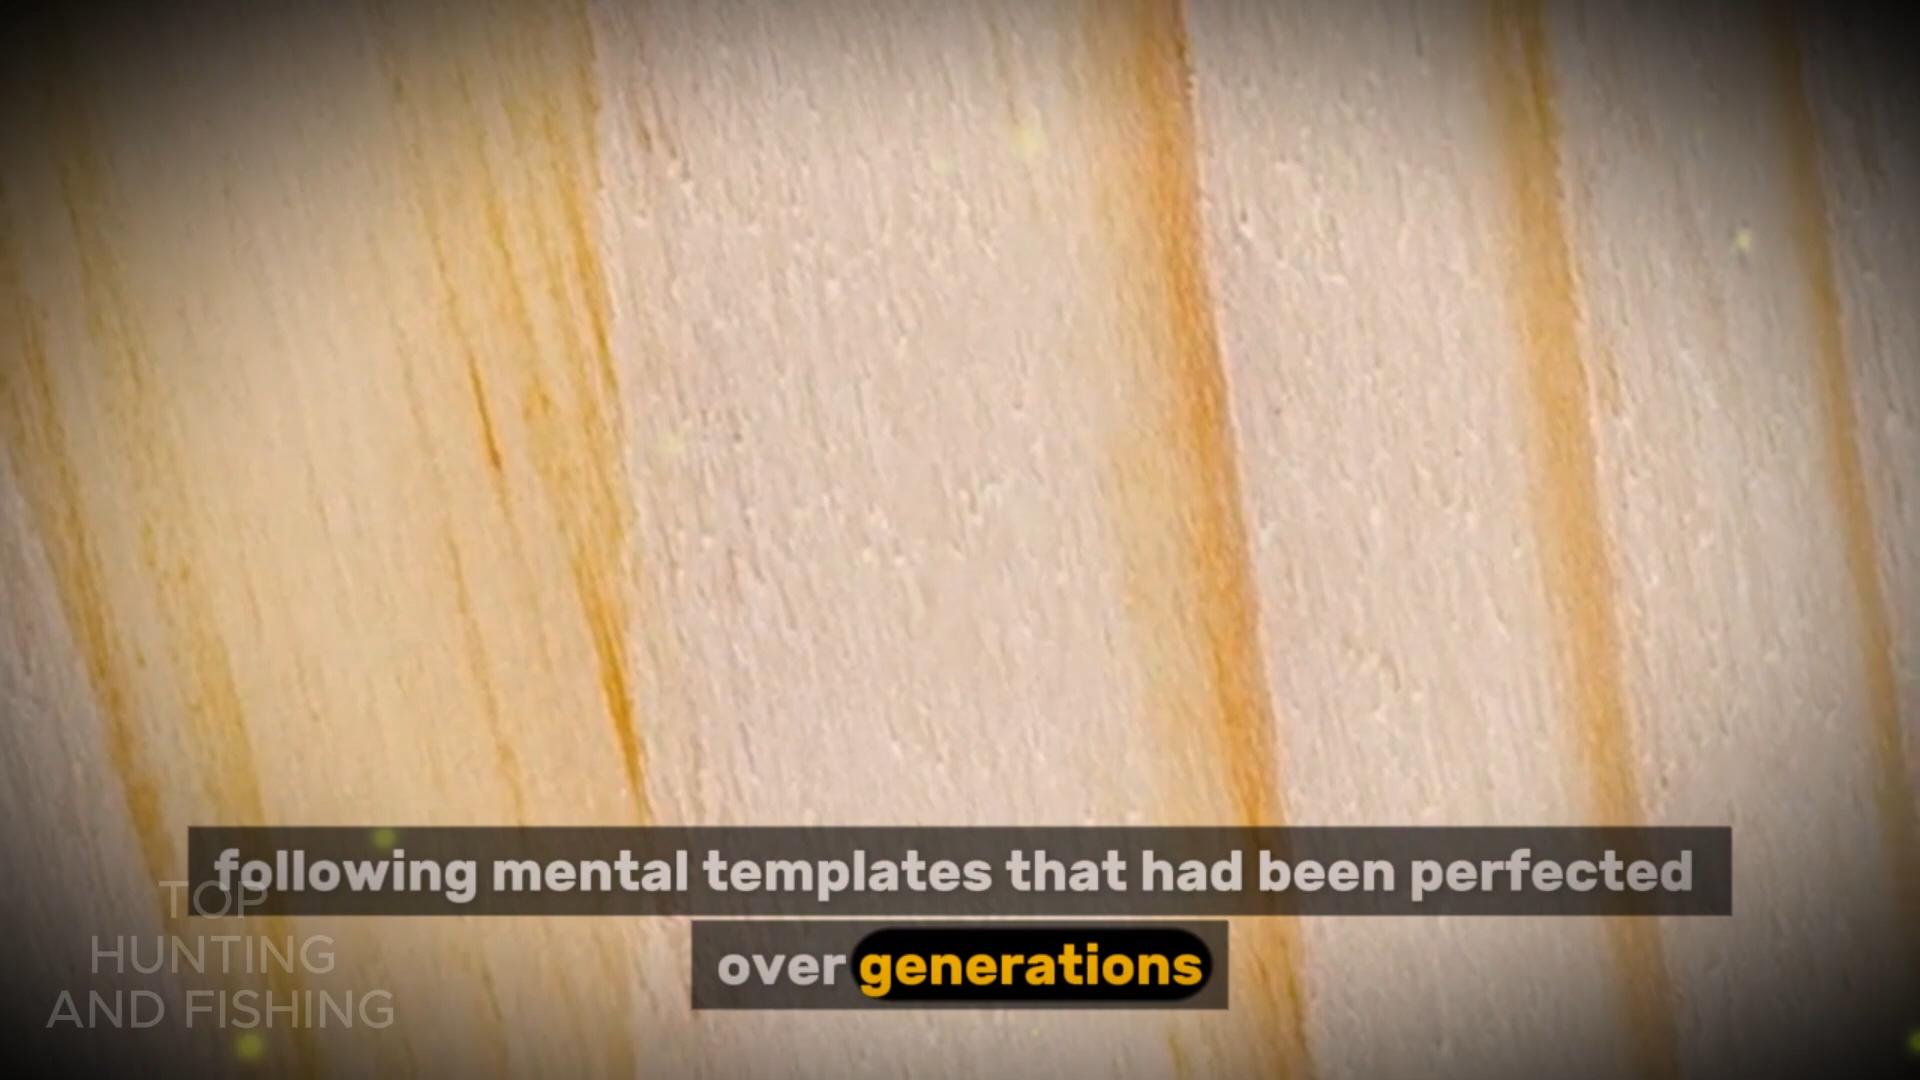 following mental templates that had been perfected
over generations
TOP
HUNTING
AND FISHING